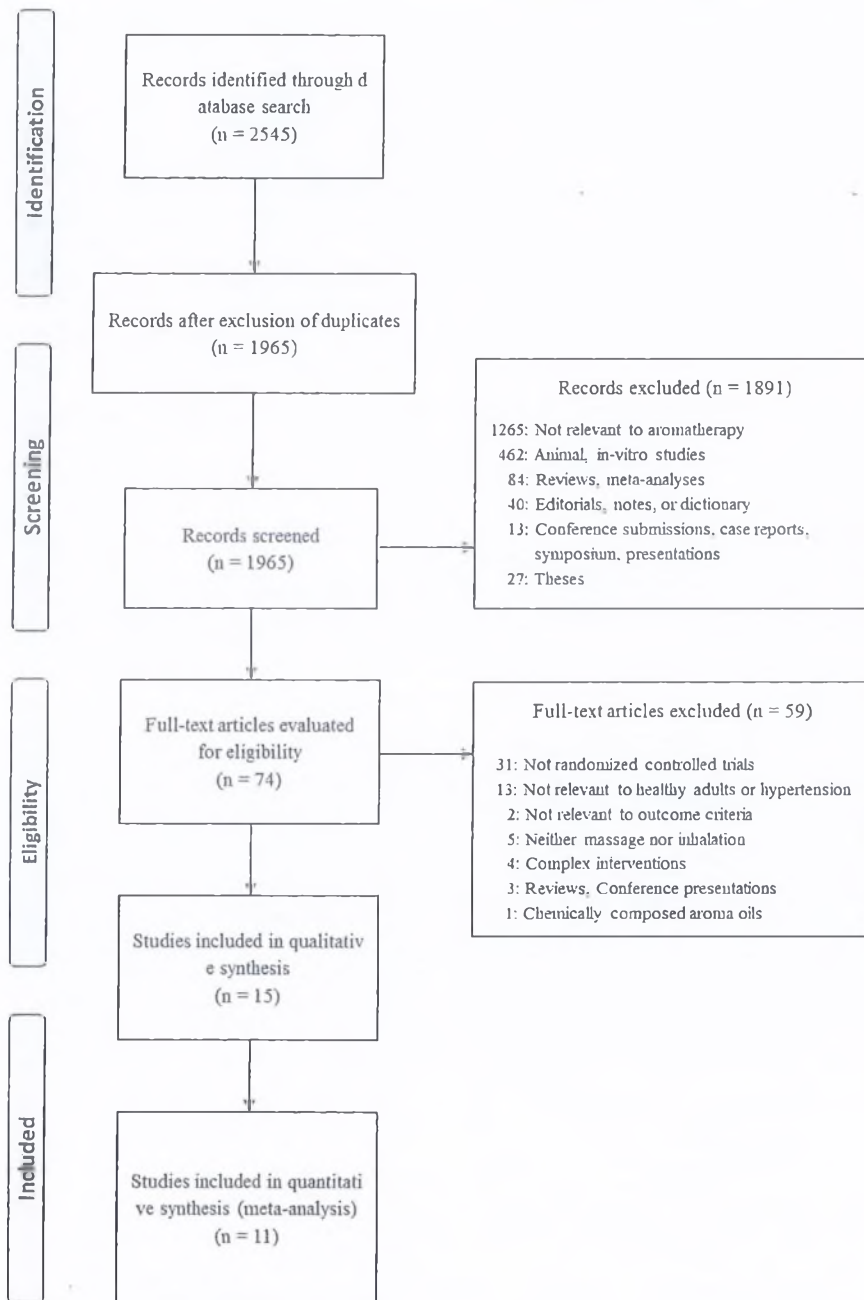 Identification
Records identified through d
atabase search
(n = 2545)
Records after exclusion of duplicates
(n = 1965)
Screening
Records screened
(n = 1965)
Records excluded (n = 1891)
1265: Not relevant to aromatherapy
462: Animal, in-vitro studies
84: Reviews, meta-analyses
40: Editorials, notes, or dictionary
13: Conference submissions, case reports,
symposium, presentations
27: Theses
Eligibility
Full-text articles evaluated
for eligibility
(n = 74)
Full-text articles excluded (n = 59)
31: Not randomized controlled trials
13: Not relevant to healthy adults or hypertension
2: Not relevant to outcome criteria
5: Neither massage nor inhalation
4: Complex interventions
3: Reviews, Conference presentations
1: Chemically composed aroma oils
Studies included in qualitativ
e synthesis
(n = 15)
Included
Studies included in quantitati
ve synthesis (meta-analysis)
(n = 11)